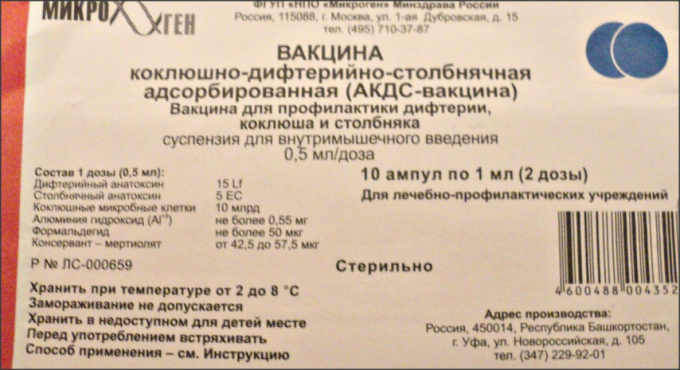 МИКРОГЕН
ФГУП «НПО «Микроген» Минздрава России
Россия, 115088, г. Москва, ул. 1-ая Дубровская, д. 15
тел. (495) 710-37-87
ВАКЦИНА
коклюшно-дифтерийно-столбнячная
адсорбированная (АКДС-вакцина)
Вакцина для профилактики дифтерии,
коклюша и столбняка
суспензия для внутримышечного введения
0,5 мл/доза
Состав 1 дозы (0,5 мл):
Дифтерийный анатоксин 15 Lf
Столбнячный анатоксин 5 ЕС
Коклюшные микробные клетки 10 млрд
Алюминия гидроксид (Al⁺³) не более 0,55 мг
Формальдегид не более 50 мкг
Консервант – мертиолят от 42,5 до 57,5 мкг
10 ампул по 1 мл (2 дозы)
Для лечебно-профилактических учреждений
Р № ЛС-000659
Стерильно
4 600488 004352
Хранить при температуре от 2 до 8 °С
Замораживание не допускается
Хранить в недоступном для детей месте
Перед употреблением встряхивать
Способ применения – см. Инструкцию
Адрес производства:
Россия, 450014, Республика Башкортостан,
г. Уфа, ул. Новороссийская, д. 105
тел. (347) 229-92-01